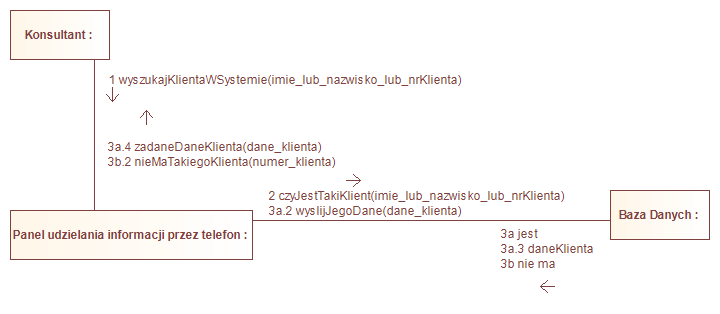 Konsultant :
1 wyszukajKlientaWSystemie(imie_lub_nazwisko_lub_nrKlienta)
3a.4 zadaneDaneKlienta(dane_klienta)
3b.2 nieMaTakiegoKlienta(numer_klienta)
2 czyJestTakiKlient(imie_lub_nazwisko_lub_nrKlienta)
3a.2 wyslijJegoDane(dane_klienta)
Baza Danych :
Panel udzielania informacji przez telefon :
3a jest
3a.3 daneKlienta
3b nie ma